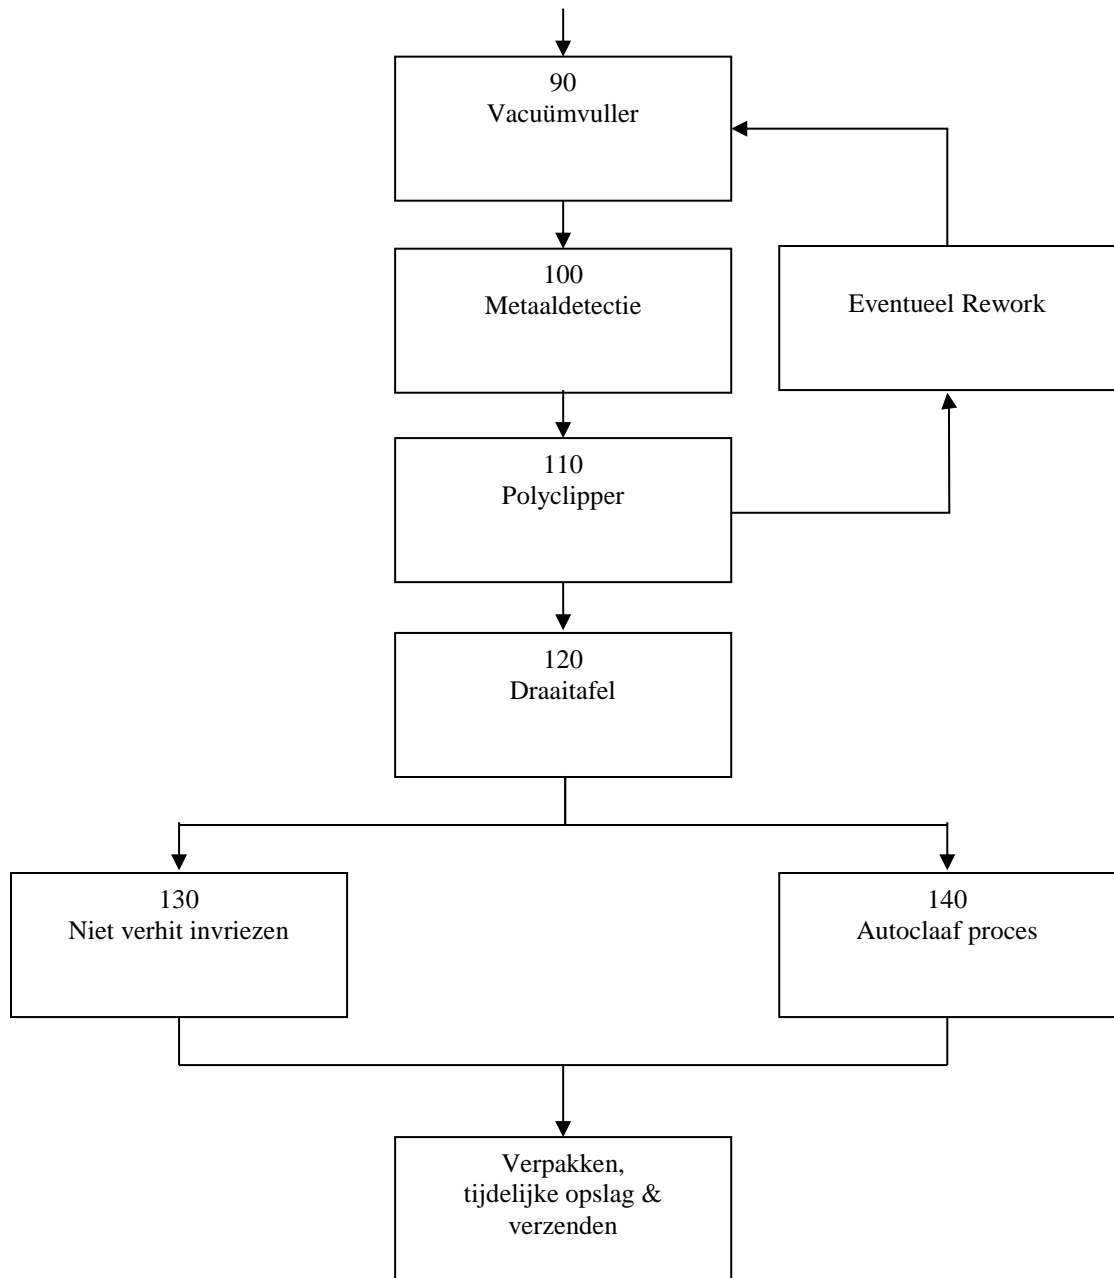 90
Vacuümvuller
100
Metaaldetectie
Eventueel Rework
110
Polyclipper
120
Draaitafel
130
Niet verhit invriezen
140
Autoclaaf proces
Verpakken,
tijdelijke opslag &
verzenden